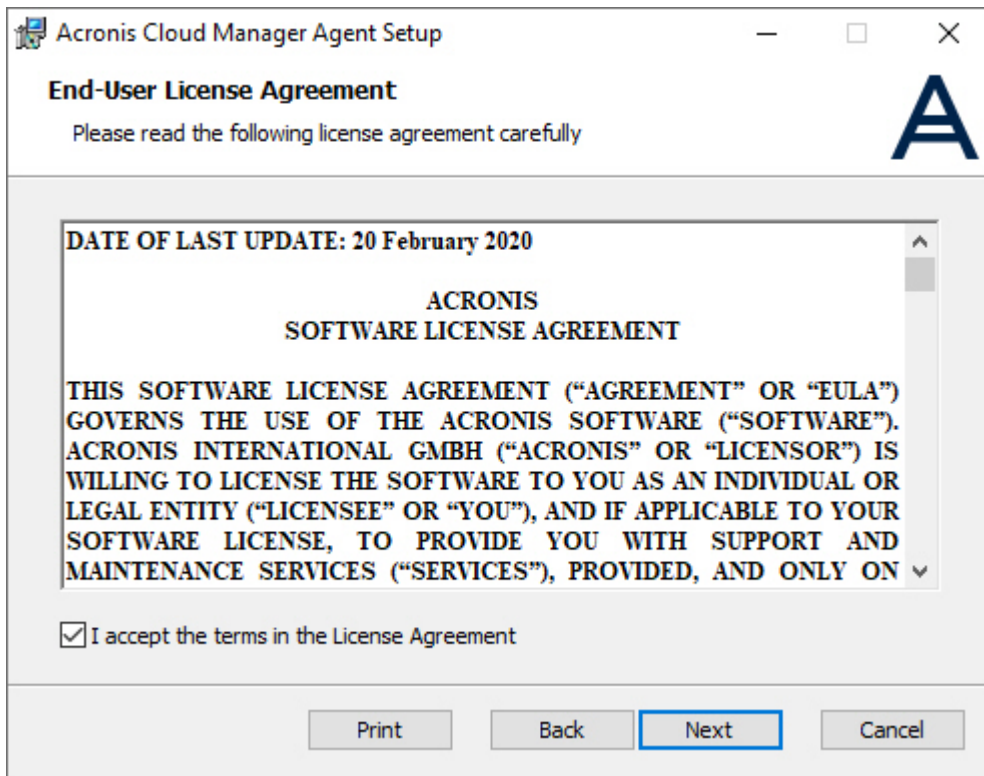 Acronis Cloud Manager Agent Setup
End-User License Agreement
Please read the following license agreement carefully
DATE OF LAST UPDATE: 20 February 2020
ACRONIS
SOFTWARE LICENSE AGREEMENT
THIS SOFTWARE LICENSE AGREEMENT (“AGREEMENT” OR “EULA”)
GOVERNS THE USE OF THE ACRONIS SOFTWARE (“SOFTWARE”).
ACRONIS INTERNATIONAL GMBH (“ACRONIS” OR “LICENSOR”) IS
WILLING TO LICENSE THE SOFTWARE TO YOU AS AN INDIVIDUAL OR
LEGAL ENTITY (“LICENSEE” OR “YOU”), AND IF APPLICABLE TO YOUR
SOFTWARE LICENSE, TO PROVIDE YOU WITH SUPPORT AND
MAINTENANCE SERVICES (“SERVICES”), PROVIDED, AND ONLY ON
I accept the terms in the License Agreement
Print Back Next Cancel